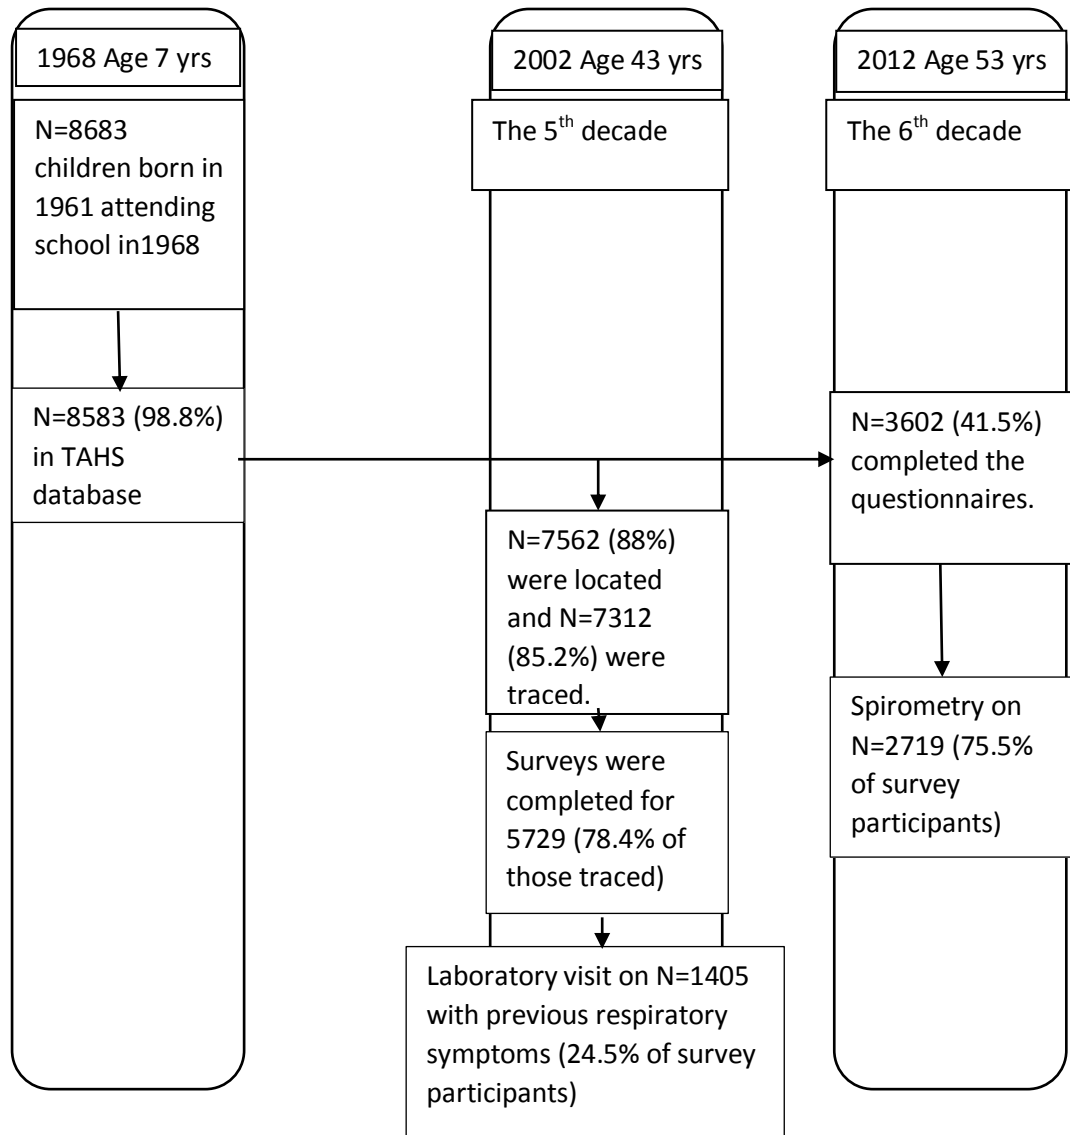 1968 Age 7 yrs
N=8683
children born in
1961 attending
school in1968
N=8583 (98.8%)
in TAHS
database
2002 Age 43 yrs
The 5th decade
N=7562 (88%)
were located
and N=7312
(85.2%) were
traced.
Surveys were
completed for
5729 (78.4% of
those traced)
Laboratory visit on N=1405
with previous respiratory
symptoms (24.5% of survey
participants)
2012 Age 53 yrs
The 6th decade
N=3602 (41.5%)
completed the
questionnaires.
Spirometry on
N=2719 (75.5%
of survey
participants)